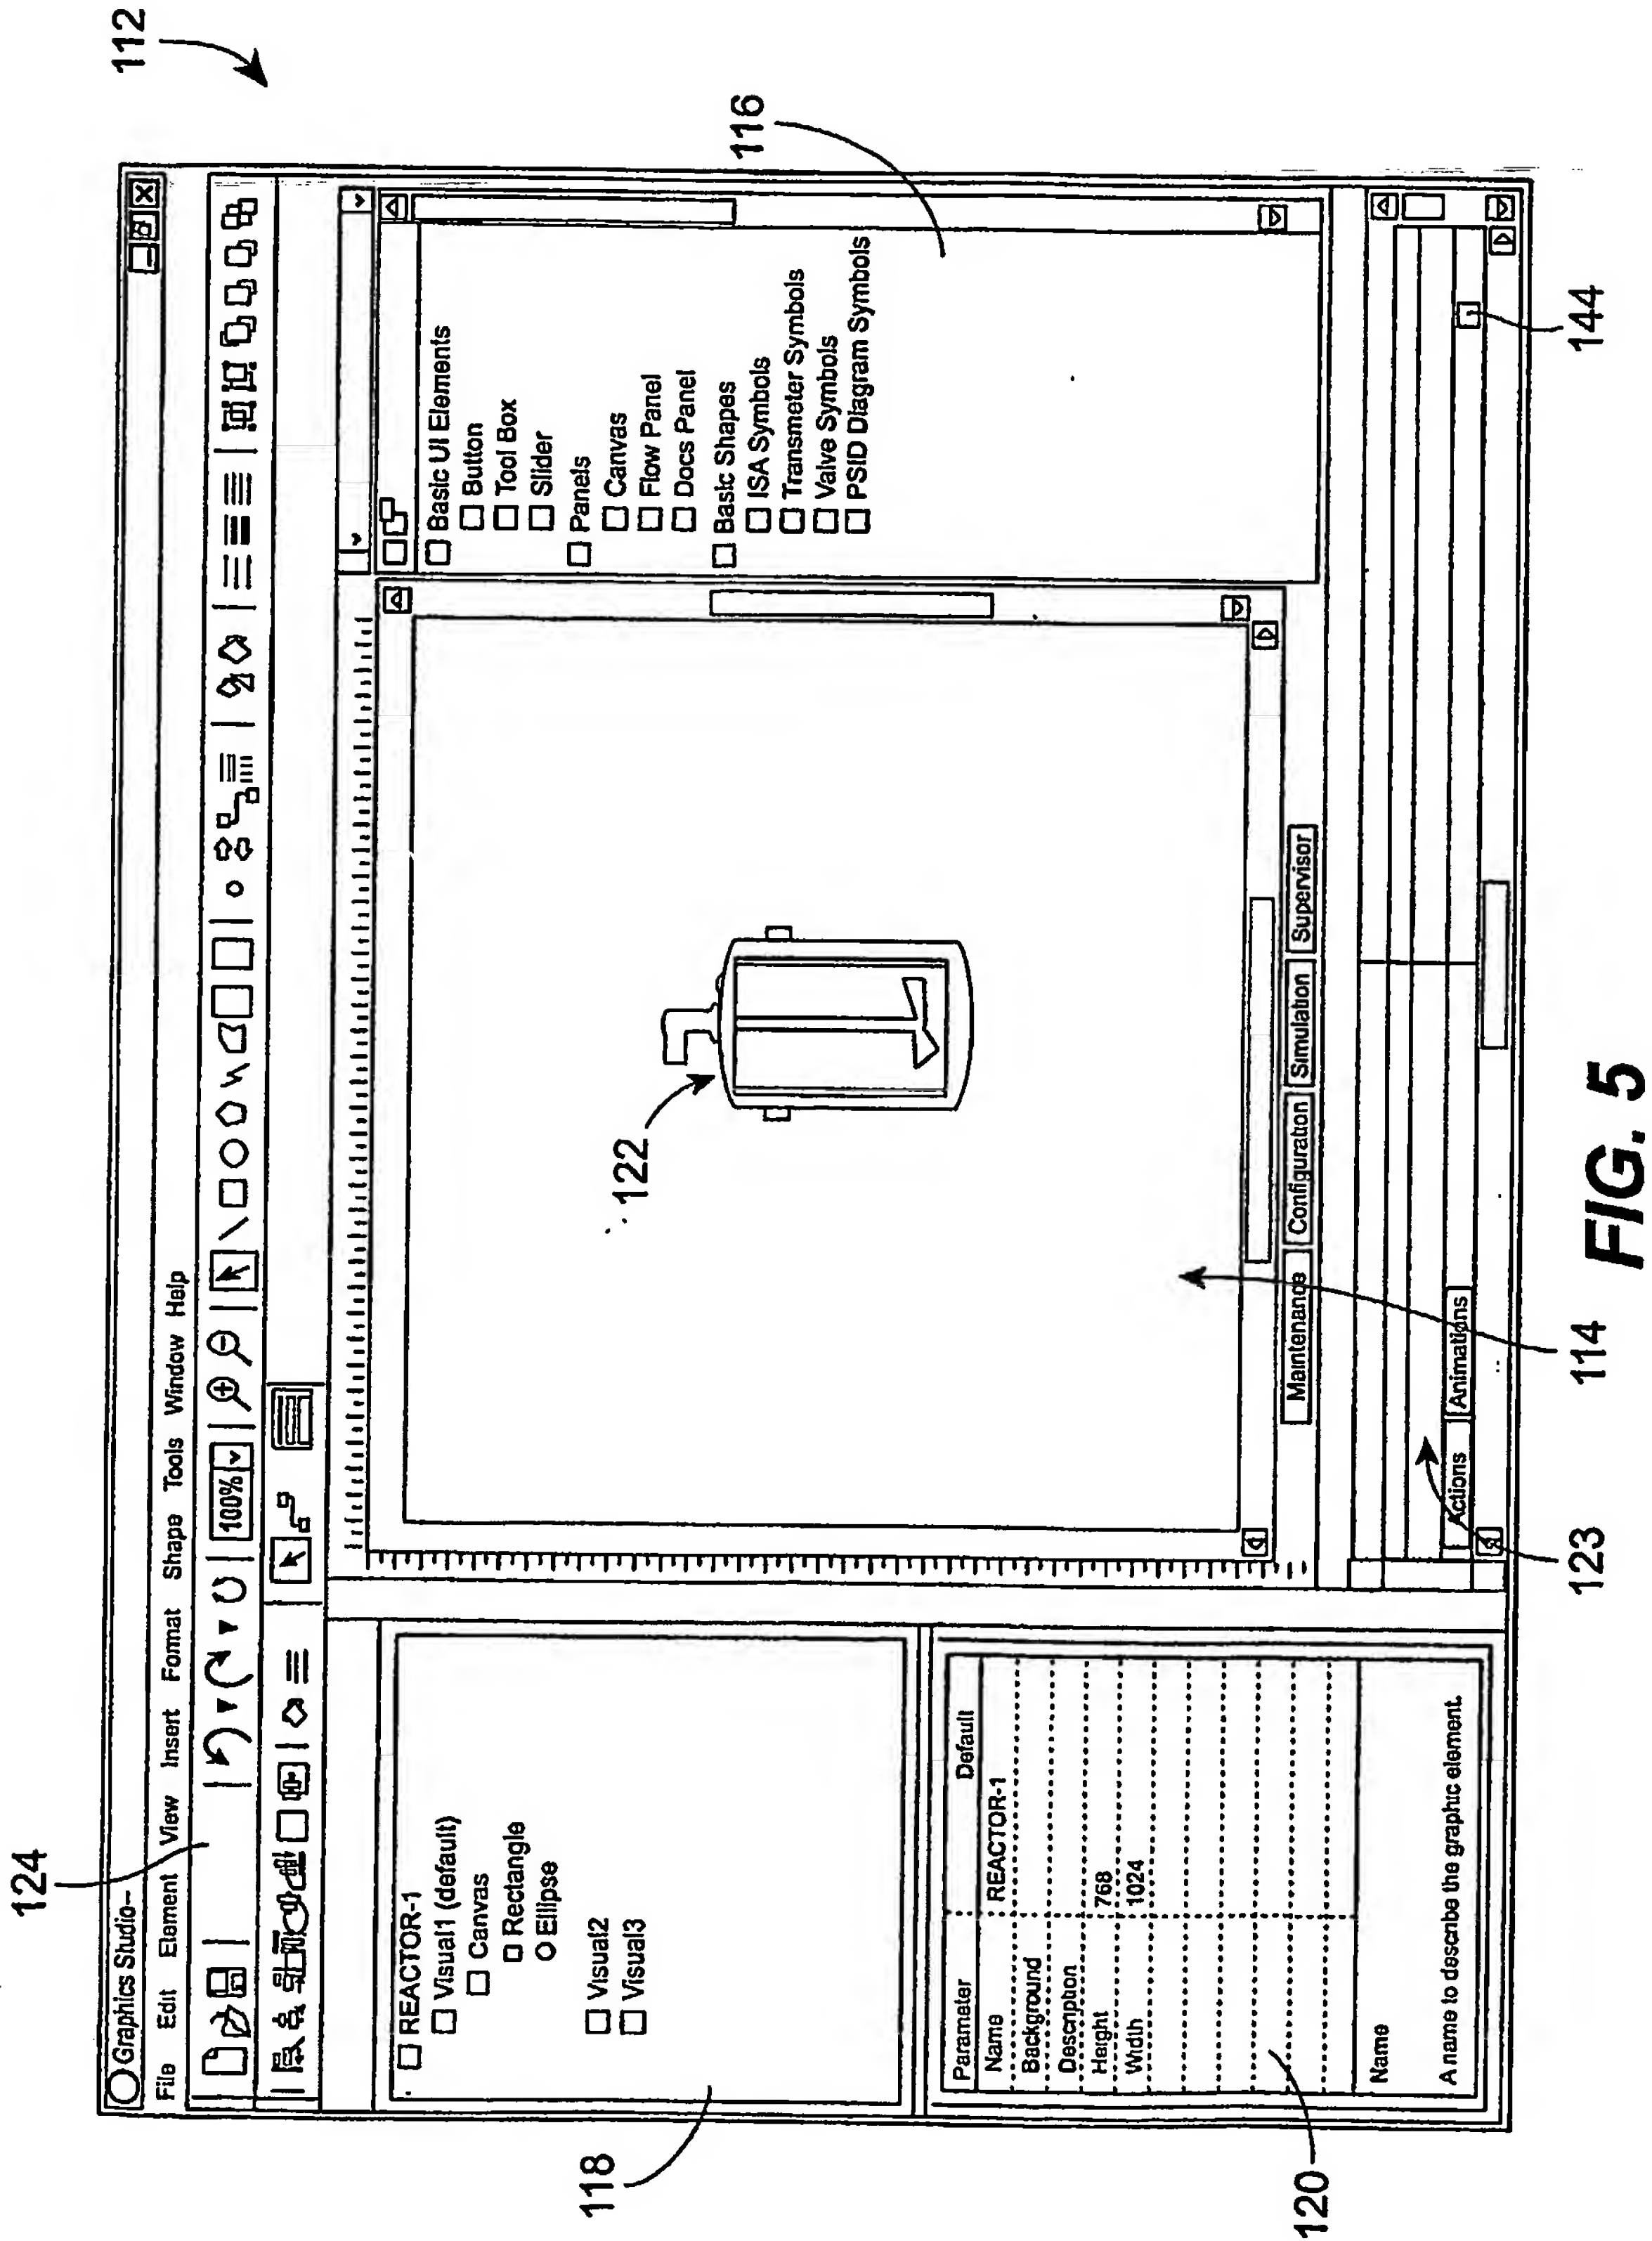 112
124
Graphics Studio–
File Edit Element View Insert Format Shape Tools Window Help
100%
REACTOR-1
Visual1 (default)
Canvas
Rectangle
Ellipse
Visual2
Visual3
118
Parameter Default
Name REACTOR-1
Background
Description
Height 768
Width 1024
Name
A name to describe the graphic element.
120
122
Maintenance Configuration Simulation Supervisor
116
Basic UI Elements
Button
Tool Box
Slider
Panels
Canvas
Flow Panel
Docs Panel
Basic Shapes
ISA Symbols
Transmeter Symbols
Valve Symbols
PSID Diagram Symbols
Actions Animations
123
114
144
FIG. 5